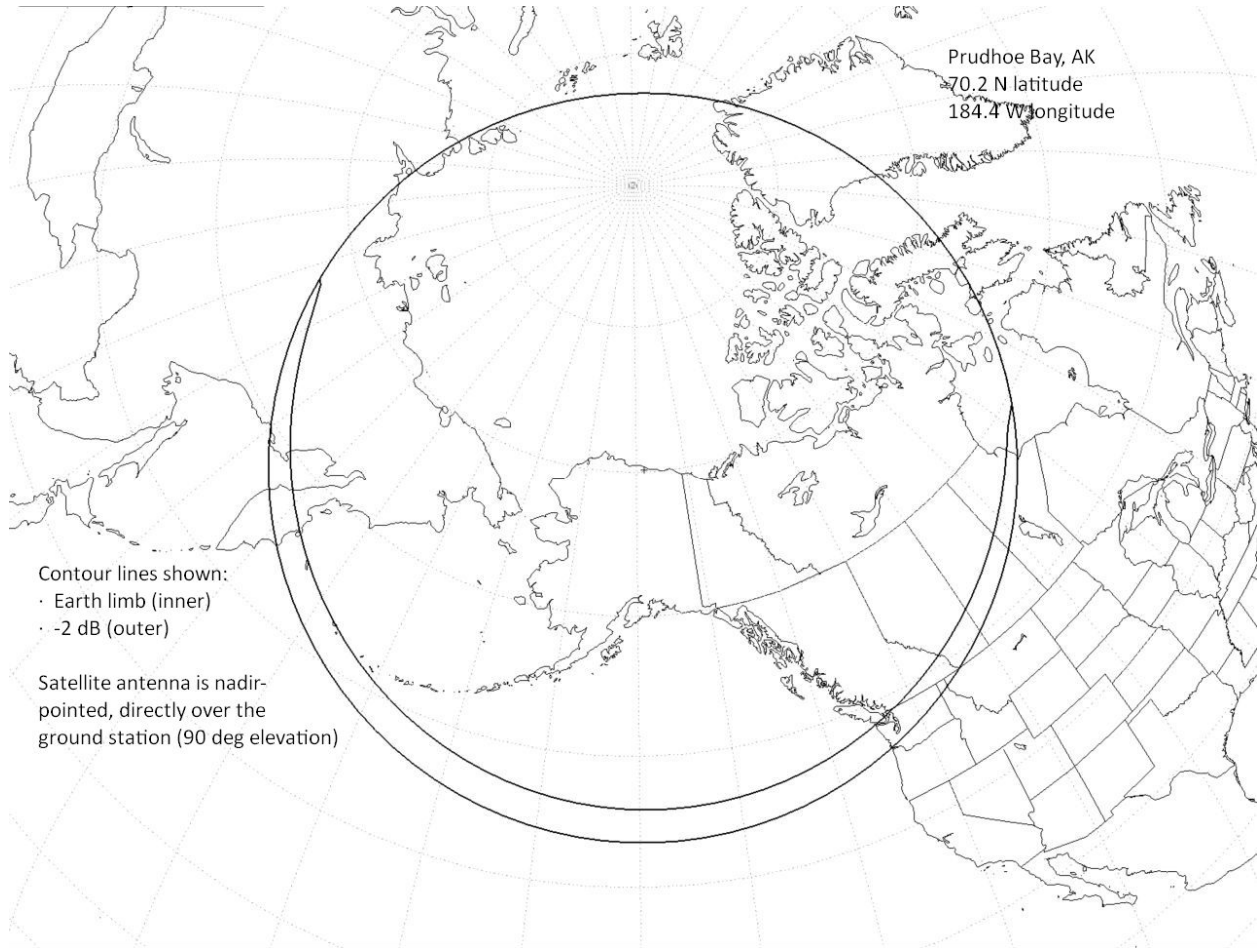 Prudhoe Bay, AK
70.2 N latitude
184.4 W longitude
Contour lines shown:
· Earth limb (inner)
· -2 dB (outer)
Satellite antenna is nadir-
pointed, directly over the
ground station (90 deg elevation)